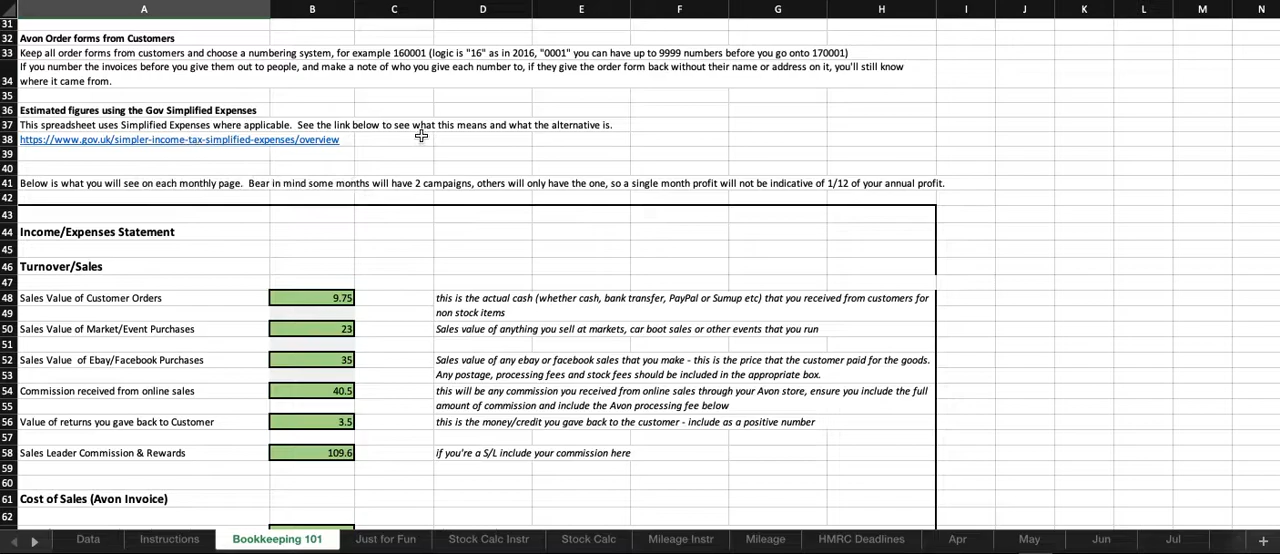 A B C D E F G H I J K L M N
31
32 Avon Order forms from Customers
33 Keep all order forms from customers and choose a numbering system, for example 160001 (logic is "16" as in 2016, "0001" you can have up to 9999 numbers before you go onto 170001)
If you number the invoices before you give them out to people, and make a note of who you give each number to, if they give the order form back without their name or address on it, you'll still know
34 where it came from.
35
36 Estimated figures using the Gov Simplified Expenses
37 This spreadsheet uses Simplified Expenses where applicable. See the link below to see what this means and what the alternative is.
38 https://www.gov.uk/simpler-income-tax-simplified-expenses/overview
39
40
41 Below is what you will see on each monthly page. Bear in mind some months will have 2 campaigns, others will only have the one, so a single month profit will not be indicative of 1/12 of your annual profit.
42
43
44 Income/Expenses Statement
45
46 Turnover/Sales
47
48 Sales Value of Customer Orders 9.75 this is the actual cash (whether cash, bank transfer, PayPal or Sumup etc) that you received from customers for
49 non stock items
50 Sales Value of Market/Event Purchases 23 Sales value of anything you sell at markets, car boot sales or other events that you run
51
52 Sales Value of Ebay/Facebook Purchases 35 Sales value of any ebay or facebook sales that you make - this is the price that the customer paid for the goods.
53 Any postage, processing fees and stock fees should be included in the appropriate box.
54 Commission received from online sales 40.5 this will be any commission you received from online sales through your Avon store, ensure you include the full
55 amount of commission and include the Avon processing fee below
56 Value of returns you gave back to Customer 3.5 this is the money/credit you gave back to the customer - include as a positive number
57
58 Sales Leader Commission & Rewards 109.6 if you're a S/L include your commission here
59
60
61 Cost of Sales (Avon Invoice)
62
Data Instructions Bookkeeping 101 Just for Fun Stock Calc Instr Stock Calc Mileage Instr Mileage HMRC Deadlines Apr May Jun Jul +